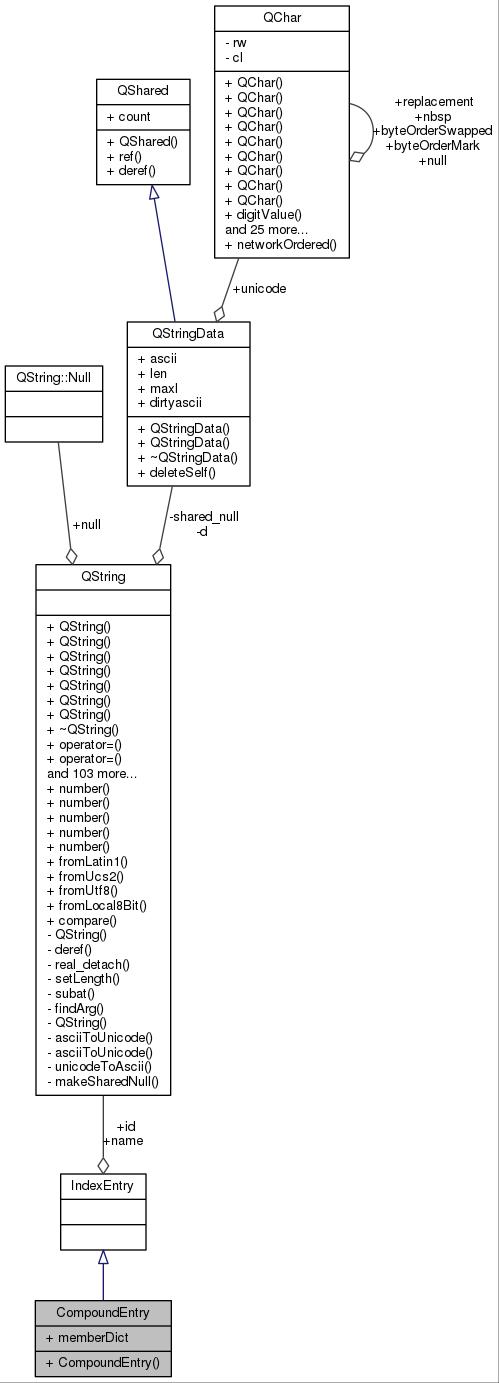 QChar
- rw
- cl
+ QChar()
+ QChar()
+ QChar()
+ QChar()
+ QChar()
+ QChar()
+ QChar()
+ QChar()
+ QChar()
+ digitValue()
and 25 more...
+ networkOrdered()
+replacement
+nbsp
+byteOrderSwapped
+byteOrderMark
+null
QShared
+ count
+ QShared()
+ ref()
+ deref()
+unicode
QStringData
+ ascii
+ len
+ maxl
+ dirtyascii
+ QStringData()
+ QStringData()
+ ~QStringData()
+ deleteSelf()
QString::Null
+null
-shared_null
-d
QString
+ QString()
+ QString()
+ QString()
+ QString()
+ QString()
+ QString()
+ QString()
+ ~QString()
+ operator=()
+ operator=()
and 103 more...
+ number()
+ number()
+ number()
+ number()
+ number()
+ fromLatin1()
+ fromUcs2()
+ fromUtf8()
+ fromLocal8Bit()
+ compare()
- QString()
- deref()
- real_detach()
- setLength()
- subat()
- findArg()
- QString()
- asciiToUnicode()
- asciiToUnicode()
- unicodeToAscii()
- makeSharedNull()
+id
+name
IndexEntry
CompoundEntry
+ memberDict
+ CompoundEntry()